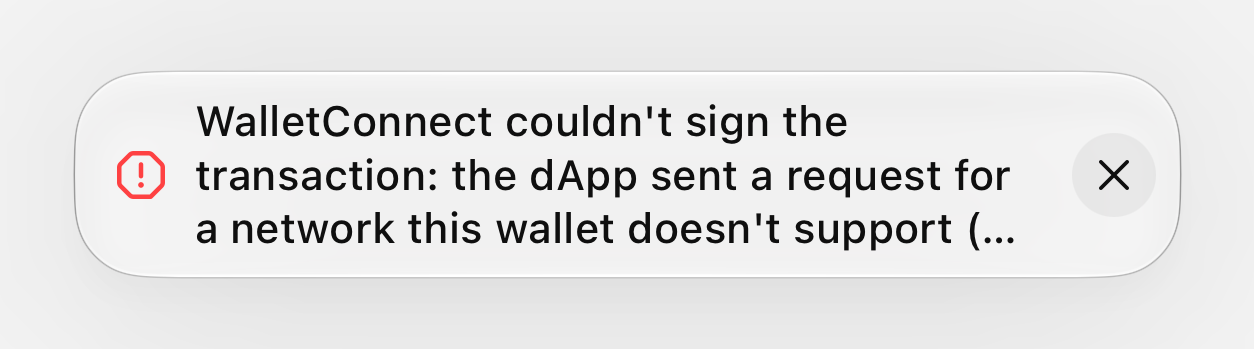 WalletConnect couldn't sign the
transaction: the dApp sent a request for
a network this wallet doesn't support (...